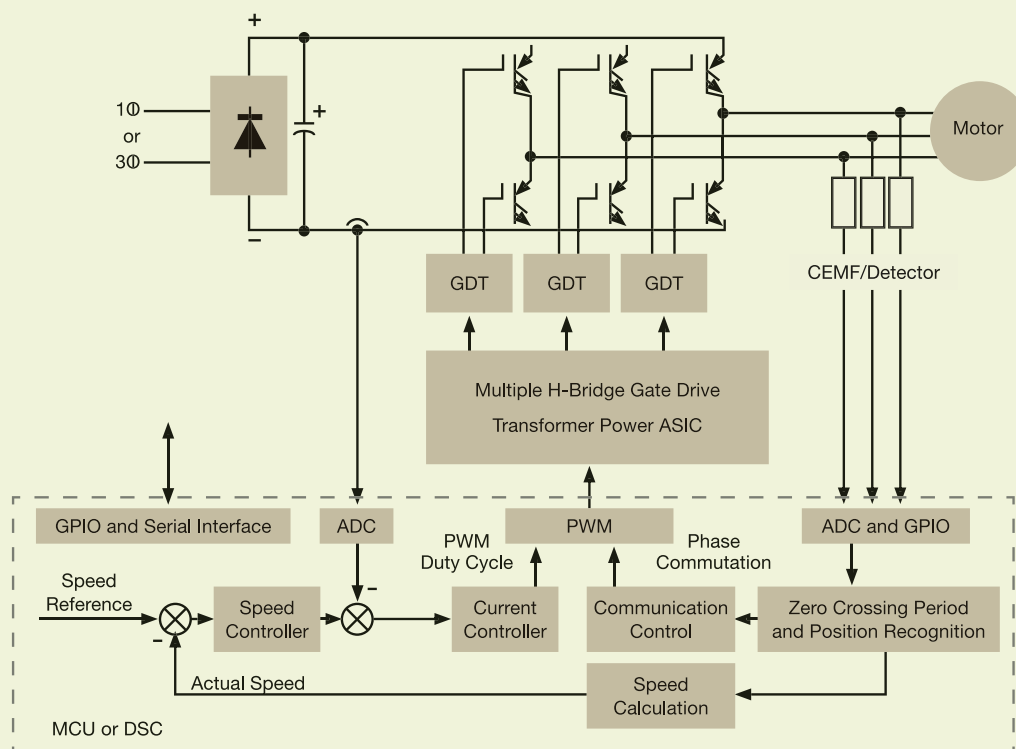 +
1Φ
or
3Φ
+
–
Motor
GDT
GDT
GDT
CEMF/Detector
Multiple H-Bridge Gate Drive
Transformer Power ASIC
GPIO and Serial Interface
ADC
PWM
ADC and GPIO
PWM
Duty Cycle
Phase
Commutation
Speed
Reference
–
–
Speed
Controller
Current
Controller
Communication
Control
Zero Crossing Period
and Position Recognition
Actual Speed
Speed
Calculation
MCU or DSC